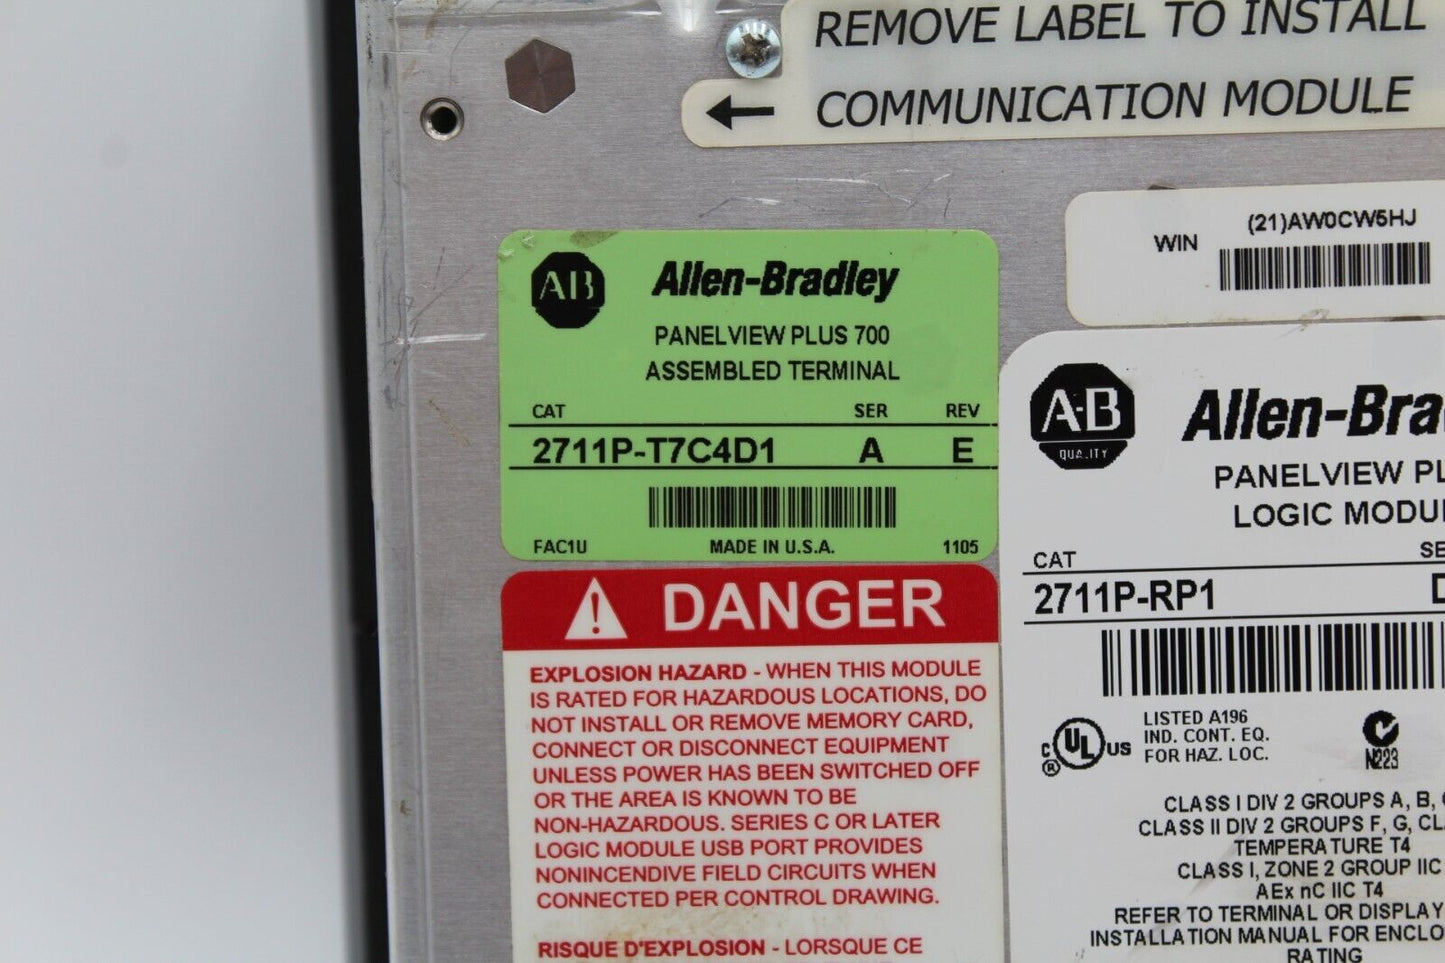 REMOVE LABEL TO INSTALL
COMMUNICATION MODULE
WIN (21)AW0CW5HJ
AB Allen-Bradley
PANELVIEW PLUS 700
ASSEMBLED TERMINAL
CAT SER REV
2711P-T7C4D1 A E
FAC1U MADE IN U.S.A. 1105
DANGER
EXPLOSION HAZARD - WHEN THIS MODULE
IS RATED FOR HAZARDOUS LOCATIONS, DO
NOT INSTALL OR REMOVE MEMORY CARD,
CONNECT OR DISCONNECT EQUIPMENT
UNLESS POWER HAS BEEN SWITCHED OFF
OR THE AREA IS KNOWN TO BE
NON-HAZARDOUS. SERIES C OR LATER
LOGIC MODULE USB PORT PROVIDES
NONINCENDIVE FIELD CIRCUITS WHEN
CONNECTED PER CONTROL DRAWING.
RISQUE D'EXPLOSION - LORSQUE CE
A-B
QUALITY
Allen-Bra
PANELVIEW PL
LOGIC MODU
CAT SE
2711P-RP1
C UL US ®
LISTED A196
IND. CONT. EQ.
FOR HAZ. LOC.
N223
CLASS I DIV 2 GROUPS A, B,
CLASS II DIV 2 GROUPS F, G, CL
TEMPERATURE T4
CLASS I, ZONE 2 GROUP IIC
AEx nC IIC T4
REFER TO TERMINAL OR DISPLAY
INSTALLATION MANUAL FOR ENCLO
RATING